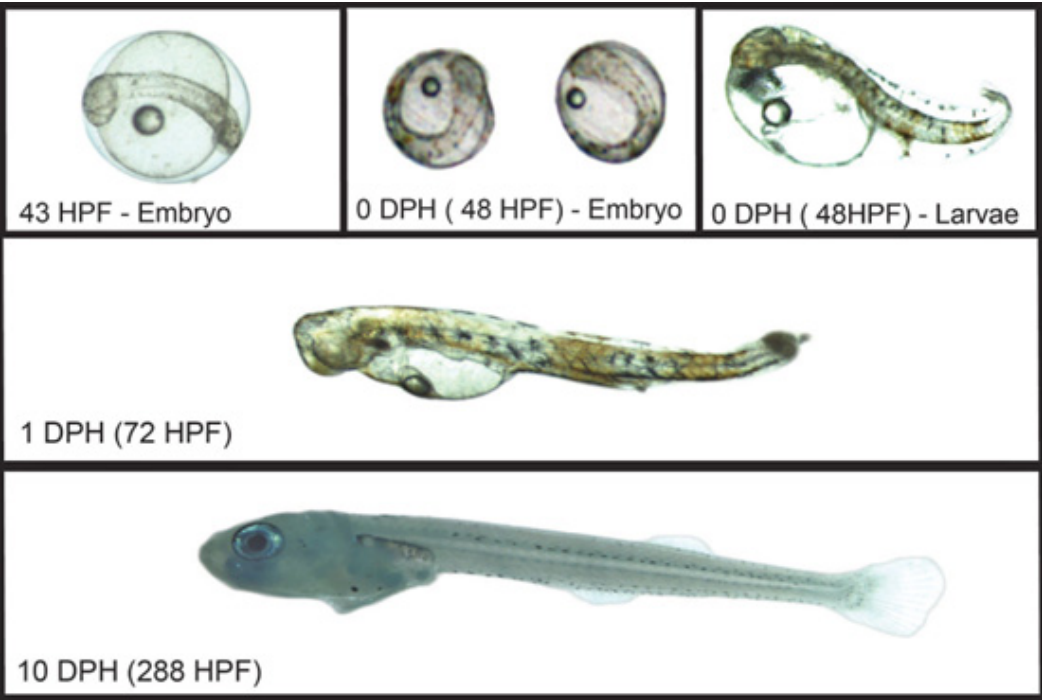 43 HPF - Embryo
0 DPH ( 48 HPF) - Embryo
0 DPH ( 48HPF) - Larvae
1 DPH (72 HPF)
10 DPH (288 HPF)